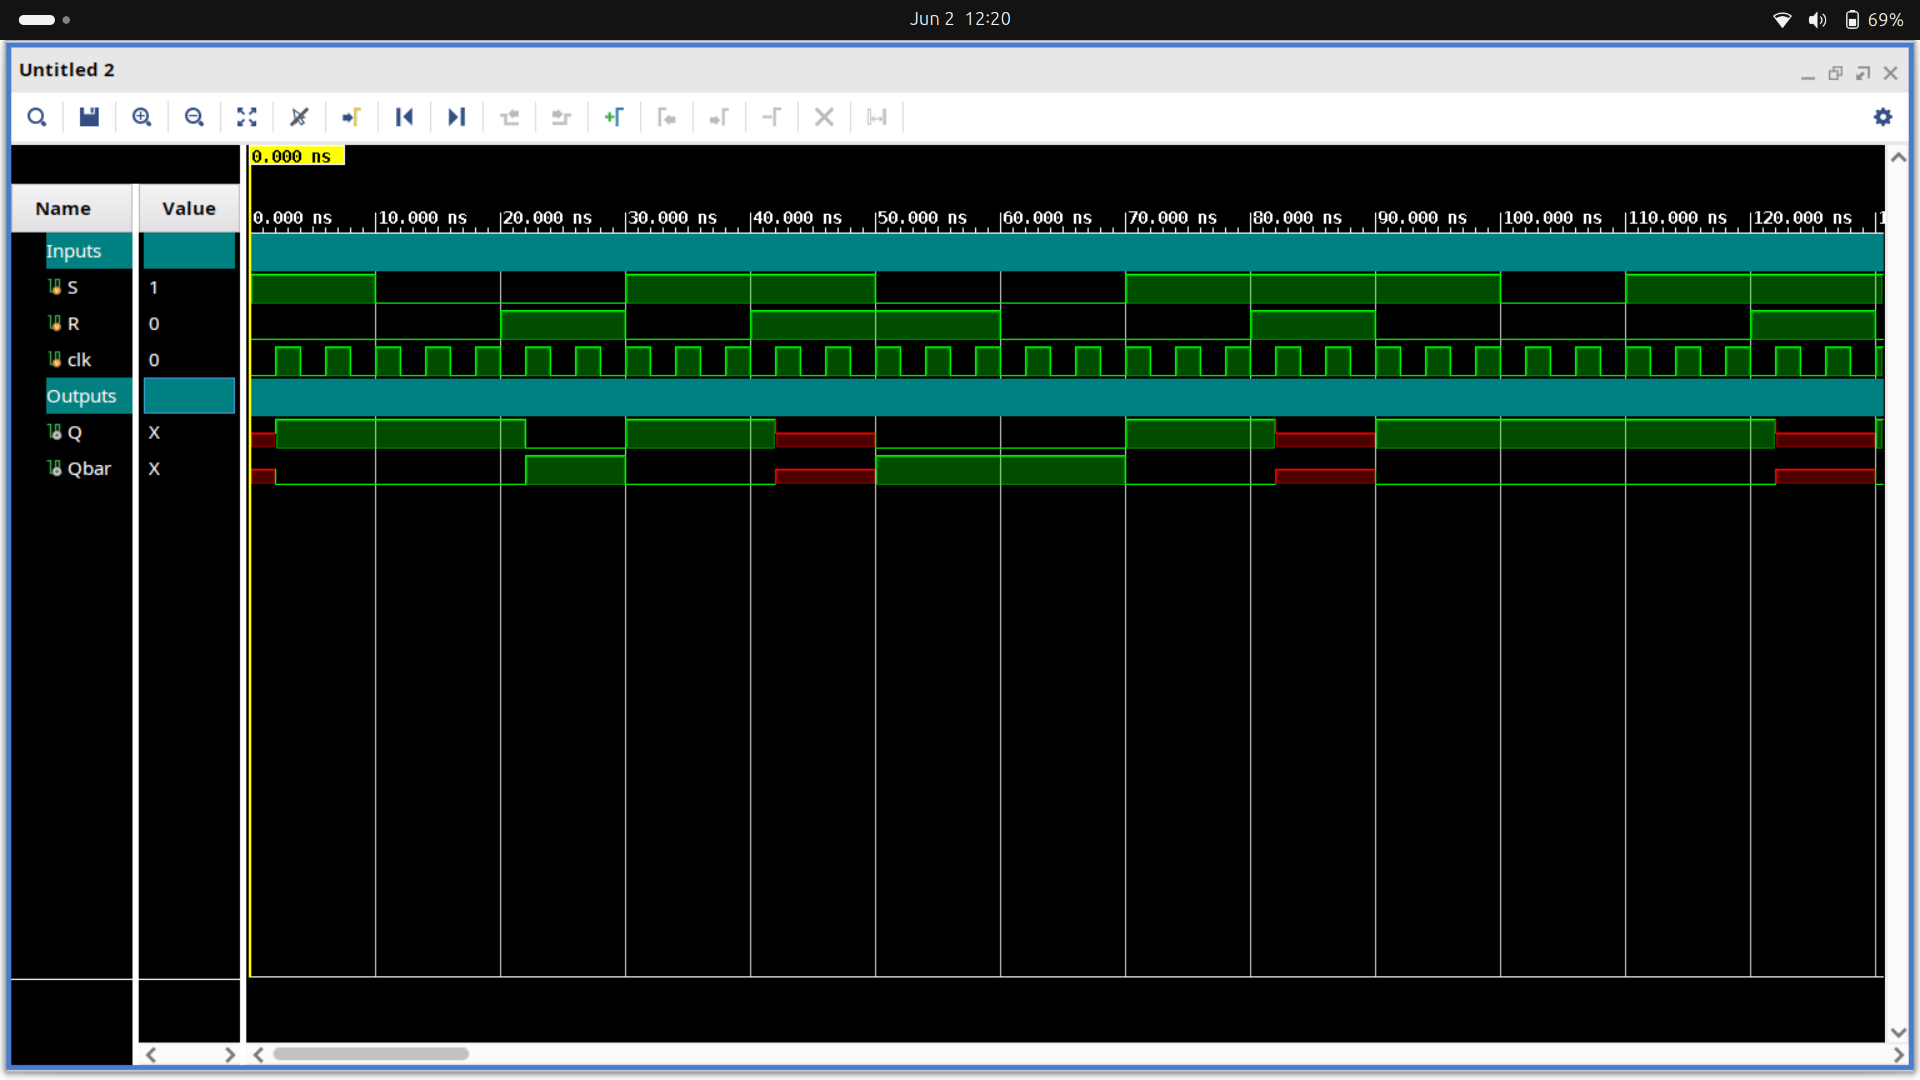 Jun 2 12:20
69%
Untitled 2
0.000 ns
Name Value
0.000 ns 10.000 ns 20.000 ns 30.000 ns 40.000 ns 50.000 ns 60.000 ns 70.000 ns 80.000 ns 90.000 ns 100.000 ns 110.000 ns 120.000 ns 1
Inputs
S 1
R 0
clk 0
Outputs
Q X
Qbar X